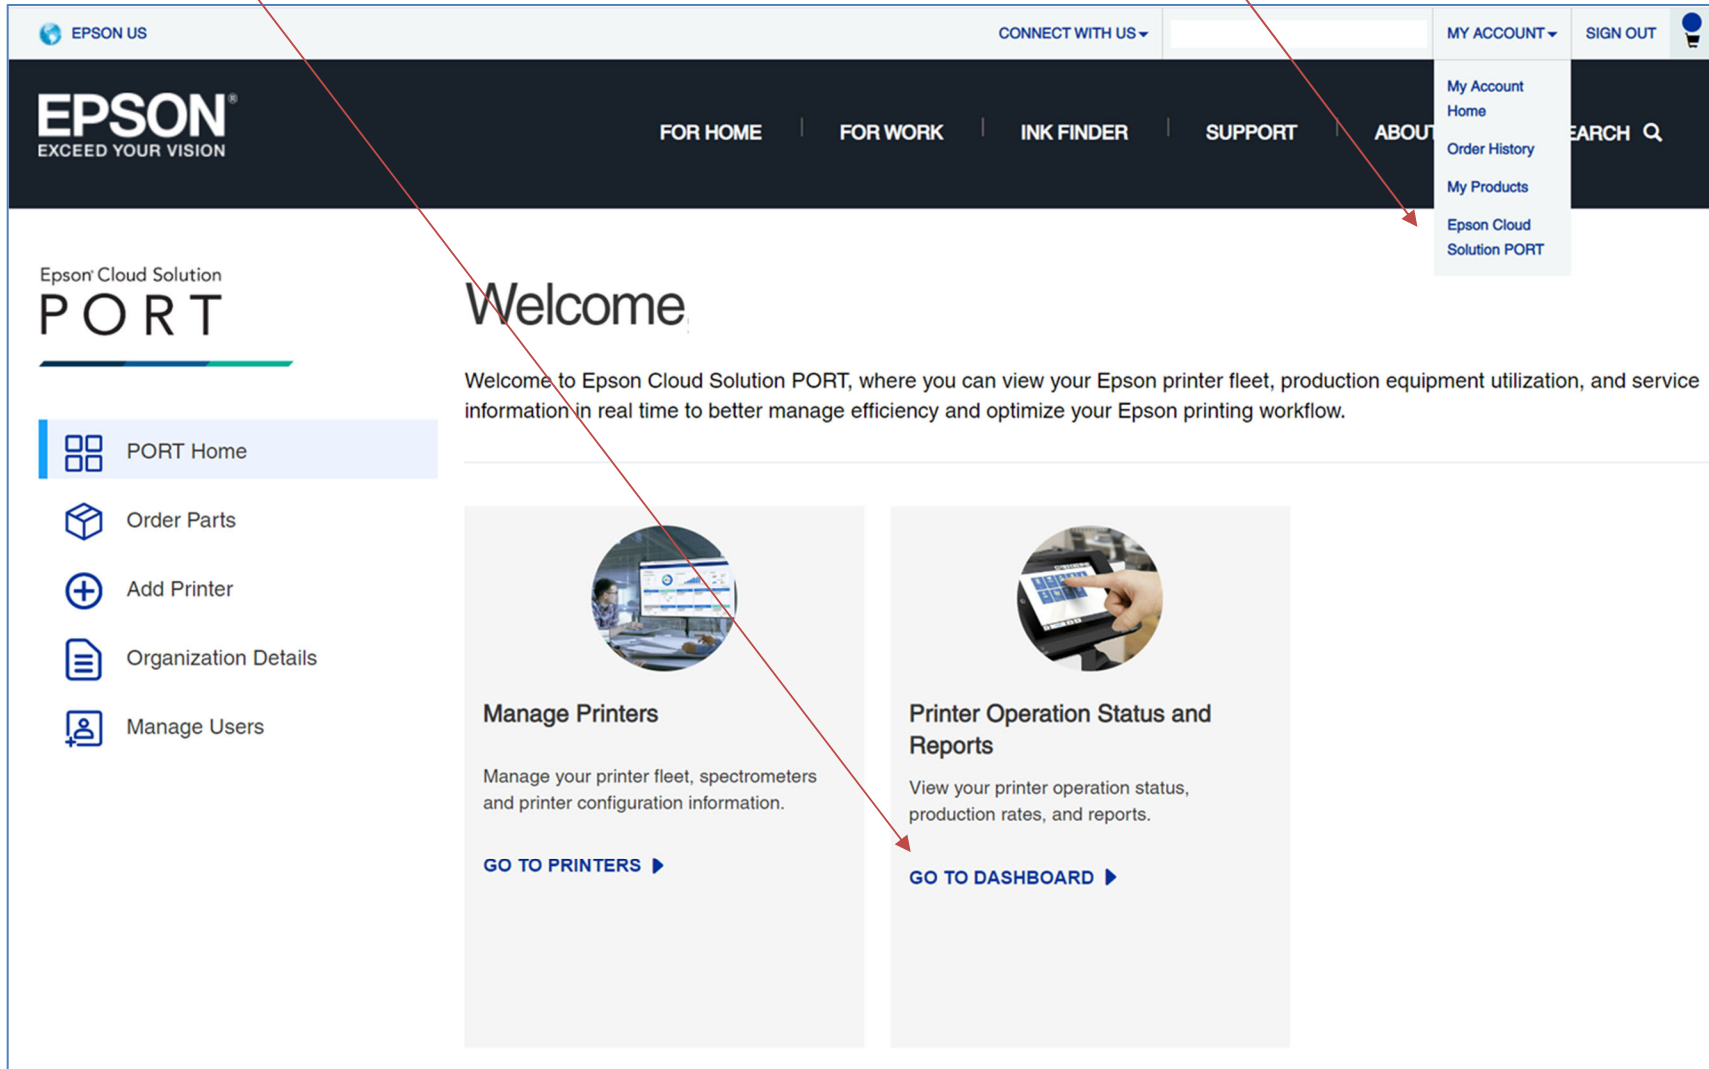 EPSON US
CONNECT WITH US
MY ACCOUNT
SIGN OUT
EPSON®
EXCEED YOUR VISION
FOR HOME
FOR WORK
INK FINDER
SUPPORT
ABOUT
EARCH
My Account
Home
Order History
My Products
Epson Cloud
Solution PORT
Epson® Cloud Solution
PORT
PORT Home
Order Parts
Add Printer
Organization Details
Manage Users
Welcome
Welcome to Epson Cloud Solution PORT, where you can view your Epson printer fleet, production equipment utilization, and service
information in real time to better manage efficiency and optimize your Epson printing workflow.
Manage Printers
Manage your printer fleet, spectrometers
and printer configuration information.
GO TO PRINTERS
Printer Operation Status and
Reports
View your printer operation status,
production rates, and reports.
GO TO DASHBOARD